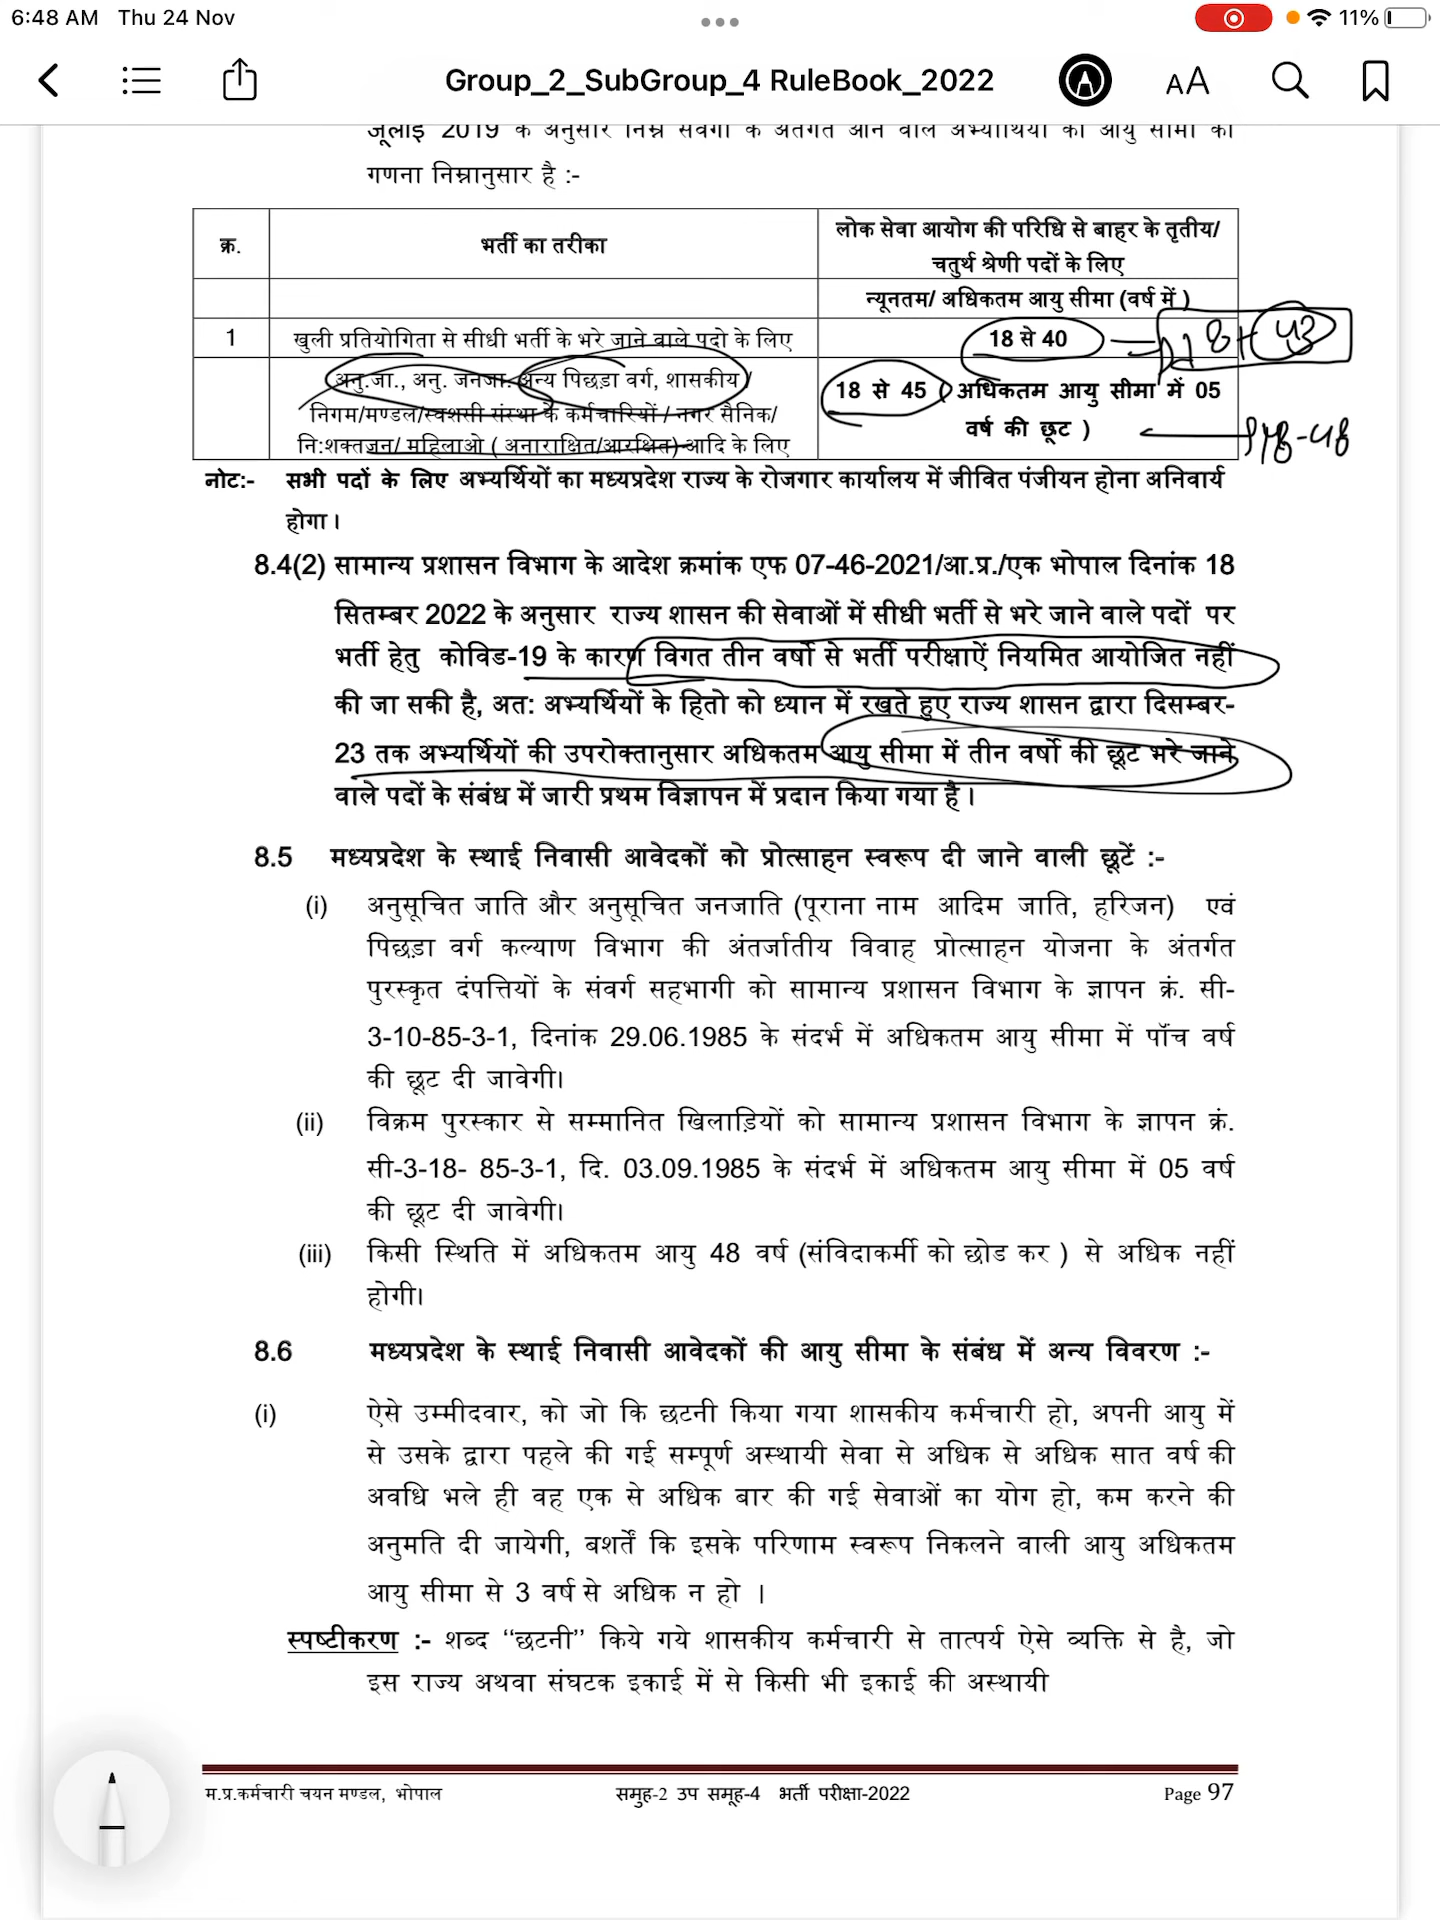 6:48 AM Thu 24 Nov
11%
Group_2_SubGroup_4 RuleBook_2022
AA
जूलाई 2019 के अनुसार निम्न संवर्गो के अंतर्गत आने वाले अभ्यार्थियों की आयु सीमा की
गणना निम्नानुसार है :-
क्र.
भर्ती का तरीका
लोक सेवा आयोग की परिधि से बाहर के तृतीय/
चतुर्थ श्रेणी पदों के लिए
न्यूनतम/ अधिकतम आयु सीमा (वर्ष में )
1
खुली प्रतियोगिता से सीधी भर्ती के भरे जाने वाले पदो के लिए
18 से 40
18+ 43
अनु.जा., अनु. जनजा. अन्य पिछड़ा वर्ग, शासकीय /
निगम/मण्डल/स्वशसी संस्था के कर्मचारियों / नगर सैनिक/
नि:शक्तजन/ महिलाओ ( अनाराक्षित/आरक्षित) आदि के लिए
18 से 45 ( अधिकतम आयु सीमा में 05
वर्ष की छूट )
18-48
नोट:- सभी पदों के लिए अभ्यर्थियों का मध्यप्रदेश राज्य के रोजगार कार्यालय में जीवित पंजीयन होना अनिवार्य
होगा।
8.4(2) सामान्य प्रशासन विभाग के आदेश क्रमांक एफ 07-46-2021/आ.प्र./एक भोपाल दिनांक 18
सितम्बर 2022 के अनुसार राज्य शासन की सेवाओं में सीधी भर्ती से भरे जाने वाले पदों पर
भर्ती हेतु कोविड-19 के कारण विगत तीन वर्षो से भर्ती परीक्षाऐं नियमित आयोजित नहीं
की जा सकी है, अत: अभ्यर्थियों के हितो को ध्यान में रखते हुए राज्य शासन द्वारा दिसम्बर-
23 तक अभ्यर्थियों की उपरोक्तानुसार अधिकतम आयु सीमा में तीन वर्षो की छूट भरे जाने
वाले पदों के संबंध में जारी प्रथम विज्ञापन में प्रदान किया गया है।
8.5 मध्यप्रदेश के स्थाई निवासी आवेदकों को प्रोत्साहन स्वरूप दी जाने वाली छूटें :-
(i) अनुसूचित जाति और अनुसूचित जनजाति (पूराना नाम आदिम जाति, हरिजन) एवं
पिछड़ा वर्ग कल्याण विभाग की अंतर्जातीय विवाह प्रोत्साहन योजना के अंतर्गत
पुरस्कृत दंपत्तियों के संवर्ग सहभागी को सामान्य प्रशासन विभाग के ज्ञापन क्रं. सी-
3-10-85-3-1, दिनांक 29.06.1985 के संदर्भ में अधिकतम आयु सीमा में पॉंच वर्ष
की छूट दी जावेगी।
(ii) विक्रम पुरस्कार से सम्मानित खिलाड़ियों को सामान्य प्रशासन विभाग के ज्ञापन क्रं.
सी-3-18- 85-3-1, दि. 03.09.1985 के संदर्भ में अधिकतम आयु सीमा में 05 वर्ष
की छूट दी जावेगी।
(iii) किसी स्थिति में अधिकतम आयु 48 वर्ष (संविदाकर्मी को छोड कर ) से अधिक नहीं
होगी।
8.6 मध्यप्रदेश के स्थाई निवासी आवेदकों की आयु सीमा के संबंध में अन्य विवरण :-
(i) ऐसे उम्मीदवार, को जो कि छटनी किया गया शासकीय कर्मचारी हो, अपनी आयु में
से उसके द्वारा पहले की गई सम्पूर्ण अस्थायी सेवा से अधिक से अधिक सात वर्ष की
अवधि भले ही वह एक से अधिक बार की गई सेवाओं का योग हो, कम करने की
अनुमति दी जायेगी, बशर्तें कि इसके परिणाम स्वरूप निकलने वाली आयु अधिकतम
आयु सीमा से 3 वर्ष से अधिक न हो ।
स्पष्टीकरण :- शब्द ‘‘छटनी’’ किये गये शासकीय कर्मचारी से तात्पर्य ऐसे व्यक्ति से है, जो
इस राज्य अथवा संघटक इकाई में से किसी भी इकाई की अस्थायी
म.प्र.कर्मचारी चयन मण्डल, भोपाल
समुह-2 उप समूह-4 भर्ती परीक्षा-2022
Page 97